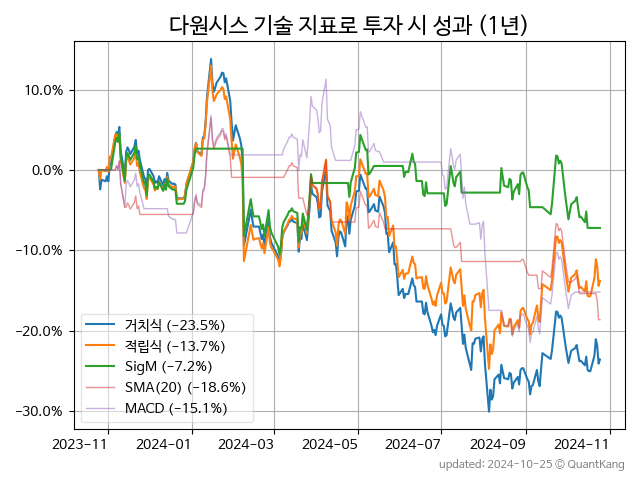 다원시스 기술 지표로 투자 시 성과 (1년)
10.0%
0.0%
−10.0%
−20.0%
−30.0%
거치식 (−23.5%)
적립식 (−13.7%)
SigM (−7.2%)
SMA(20) (−18.6%)
MACD (−15.1%)
2023-11 2024-01 2024-03 2024-05 2024-07 2024-09 2024-11
updated: 2024-10-25 © QuantKang